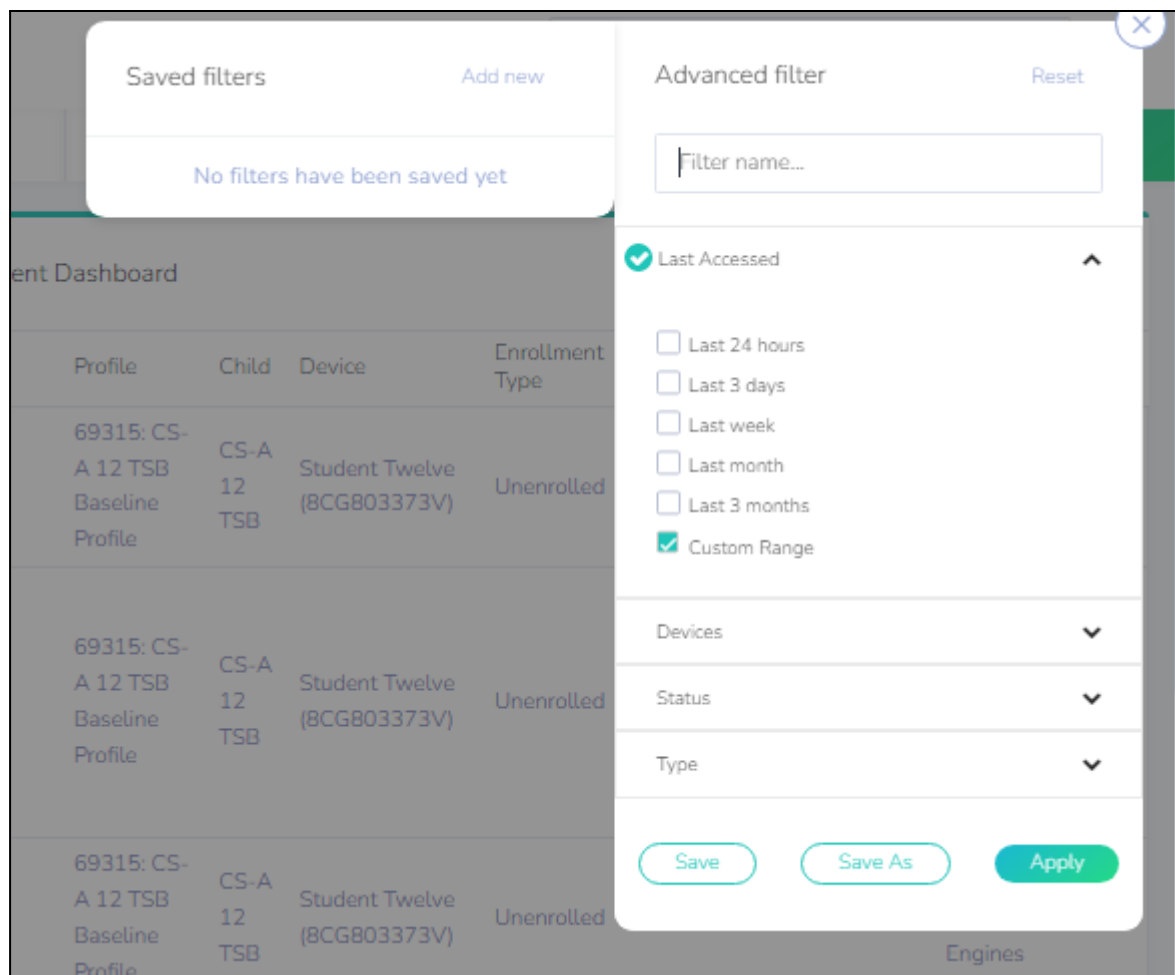 Saved filters
Add new
No filters have been saved yet
Advanced filter
Reset
Filter name...
Last Accessed
Last 24 hours
Last 3 days
Last week
Last month
Last 3 months
Custom Range
Devices
Status
Type
Save
Save As
Apply
ent Dashboard
Profile
Child
Device
Enrollment
Type
69315: CS-
A 12 TSB
Baseline
Profile
CS-A
12
TSB
Student Twelve
(8CG803373V)
Unenrolled
69315: CS-
A 12 TSB
Baseline
Profile
CS-A
12
TSB
Student Twelve
(8CG803373V)
Unenrolled
69315: CS-
A 12 TSB
Baseline
Profile
CS-A
12
TSB
Student Twelve
(8CG803373V)
Unenrolled
Engines